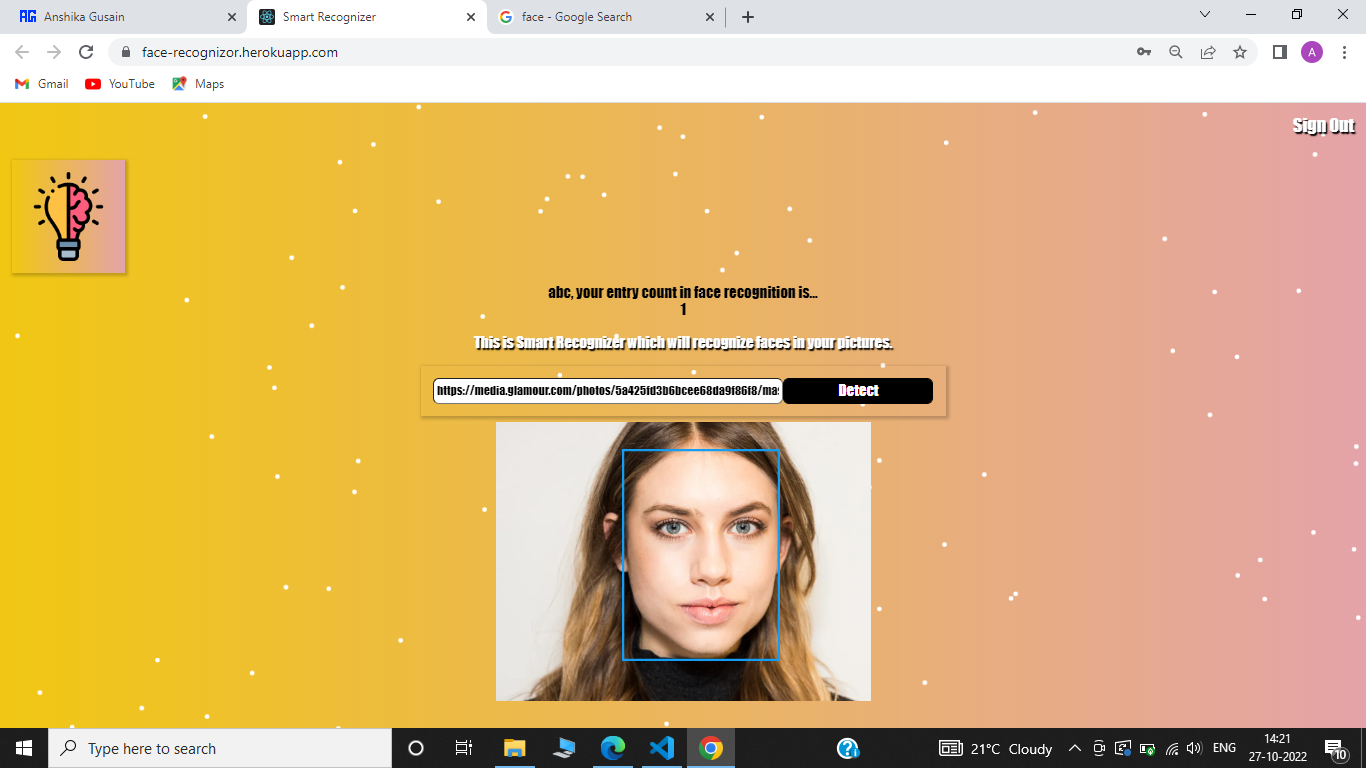 AG Anshika Gusain
Smart Recognizer
face - Google Search
face-recognizor.herokuapp.com
A
Gmail
YouTube
Maps
Sign Out
abc, your entry count in face recognition is...
1
This is Smart Recognizer which will recognize faces in your pictures.
https://media.glamour.com/photos/5a425fd3b6bcee68da9f86f8/mas
Detect
Type here to search
21°C Cloudy
ENG
14:21
27-10-2022
10